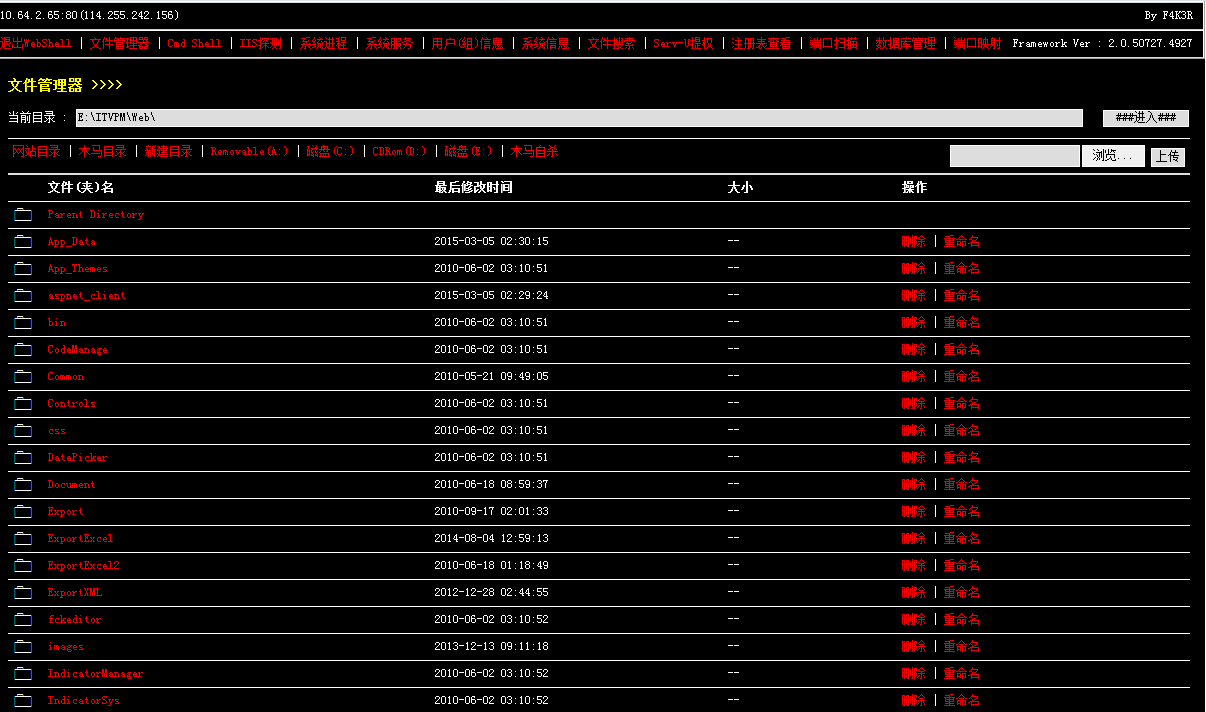 10.64.2.65:80(114.255.242.156) By F4K3R
退出WebShell | 文件管理器 | Cmd Shell | IIS探测 | 系统进程 | 系统服务 | 用户(组)信息 | 系统信息 | 文件搜索 | Serv-U提权 | 注册表查看 | 端口扫描 | 数据库管理 | 端口映射 Framework Ver : 2.0.50727.4927
文件管理器 >>>>
当前目录 : E:\ITVPM\Web\ ###进入###
网站目录 | 木马目录 | 新建目录 | Removable(A:) | 磁盘(C:) | CDRom(D:) | 磁盘(E:) | 木马自杀 浏览... 上传
文件(夹)名 最后修改时间 大小 操作
Parent Directory
App_Data 2015-03-05 02:30:15 -- 删除 | 重命名
App_Themes 2010-06-02 03:10:51 -- 删除 | 重命名
aspnet_client 2015-03-05 02:29:24 -- 删除 | 重命名
bin 2010-06-02 03:10:51 -- 删除 | 重命名
CodeManage 2010-06-02 03:10:51 -- 删除 | 重命名
Common 2010-05-21 09:49:05 -- 删除 | 重命名
Controls 2010-06-02 03:10:51 -- 删除 | 重命名
css 2010-06-02 03:10:51 -- 删除 | 重命名
DatePicker 2010-06-02 03:10:51 -- 删除 | 重命名
Document 2010-06-18 08:59:37 -- 删除 | 重命名
Export 2010-09-17 02:01:33 -- 删除 | 重命名
ExportExcel 2014-08-04 12:59:13 -- 删除 | 重命名
ExportExcel2 2010-06-18 01:18:49 -- 删除 | 重命名
ExportXML 2012-12-28 02:44:55 -- 删除 | 重命名
fckeditor 2010-06-02 03:10:52 -- 删除 | 重命名
images 2013-12-13 09:11:18 -- 删除 | 重命名
IndicatorManager 2010-06-02 03:10:52 -- 删除 | 重命名
IndicatorSys 2010-06-02 03:10:52 -- 删除 | 重命名